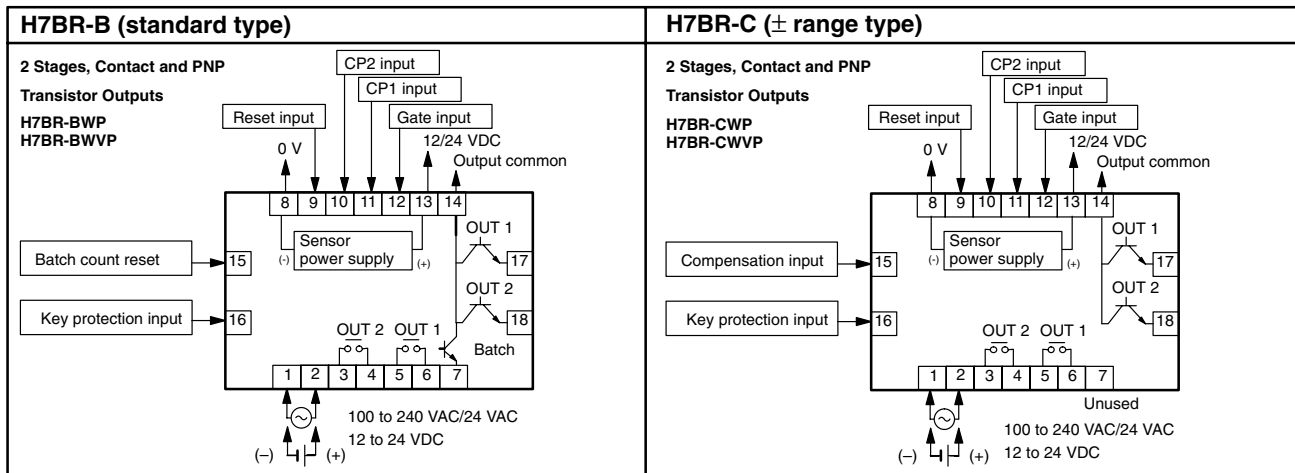 H7BR-B (standard type)
2 Stages, Contact and PNP
Transistor Outputs
H7BR-BWP
H7BR-BWVP
CP2 input
CP1 input
Reset input
Gate input
12/24 VDC
0 V
Output common
8 9 10 11 12 13 14
OUT 1
Sensor
power supply
(-)
(+)
Batch count reset
15
17
OUT 2
Key protection input
16
18
OUT 2
OUT 1
Batch
1 2 3 4 5 6 7
100 to 240 VAC/24 VAC
12 to 24 VDC
(–)
(+)
H7BR-C (± range type)
2 Stages, Contact and PNP
Transistor Outputs
H7BR-CWP
H7BR-CWVP
CP2 input
CP1 input
Reset input
Gate input
12/24 VDC
0 V
Output common
8 9 10 11 12 13 14
OUT 1
Sensor
power supply
(-)
(+)
Compensation input
15
17
OUT 2
Key protection input
16
18
OUT 2
OUT 1
1 2 3 4 5 6 7
Unused
100 to 240 VAC/24 VAC
12 to 24 VDC
(–)
(+)